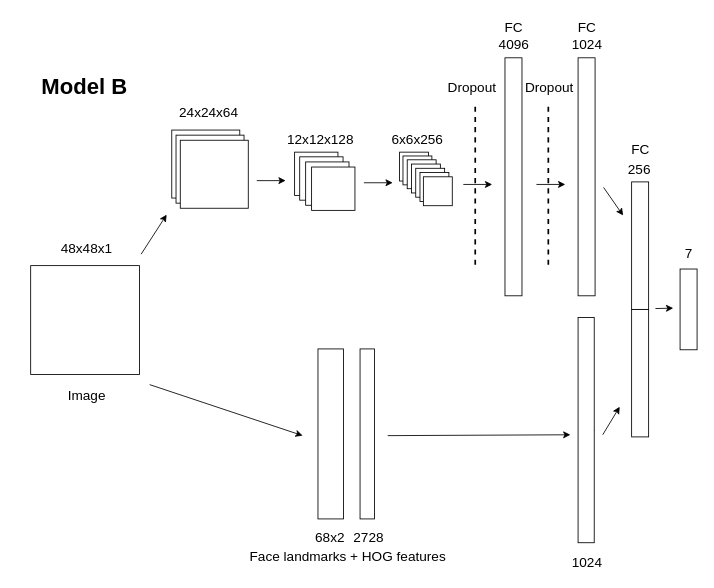 Model B
24x24x64
12x12x128
6x6x256
Dropout
FC
4096
Dropout
FC
1024
FC
256
7
48x48x1
Image
68x2 2728
Face landmarks + HOG features
1024